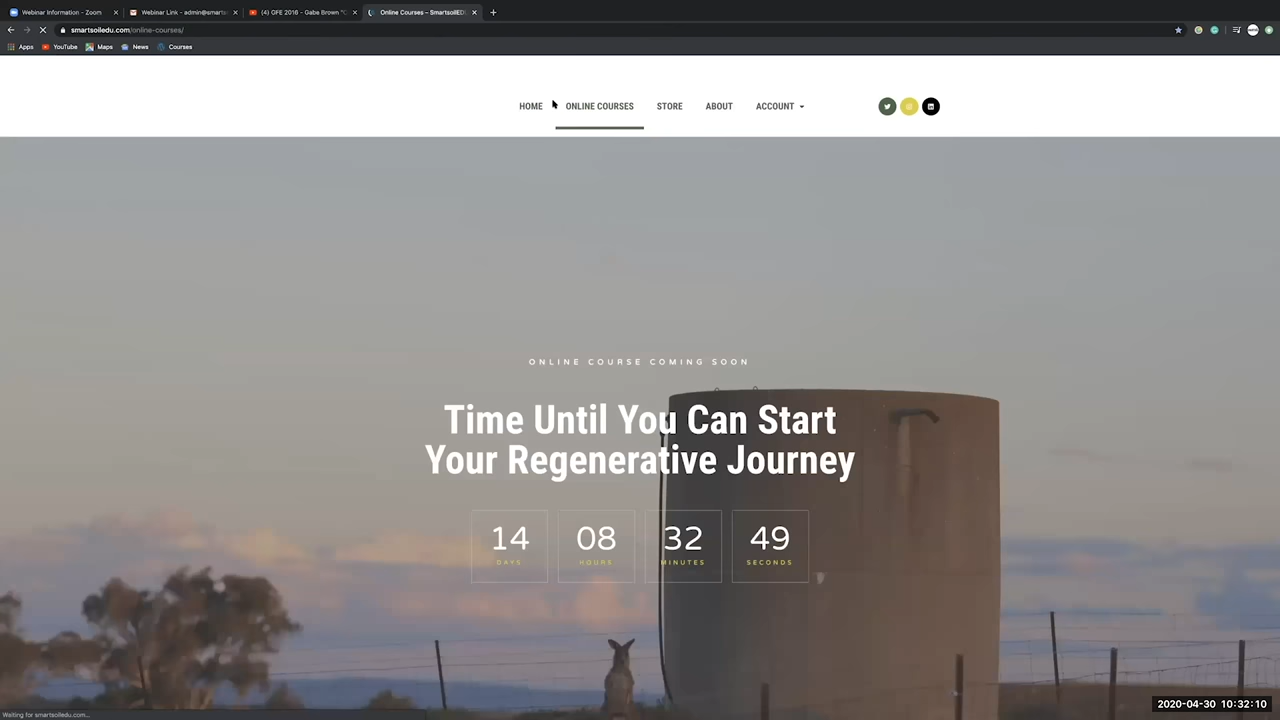 Webinar Information - Zoom
Webinar Link - admin@smarts
(4) GFE 2016 - Gabe Brown "C
Online Courses – SmartsoilED
smartsoiledu.com/online-courses/
Apps YouTube Maps News Courses
HOME ONLINE COURSES STORE ABOUT ACCOUNT
ONLINE COURSE COMING SOON
Time Until You Can Start
Your Regenerative Journey
14 08 32 49
DAYS HOURS MINUTES SECONDS
Waiting for smartsoiledu.com...
2020-04-30 10:32:10